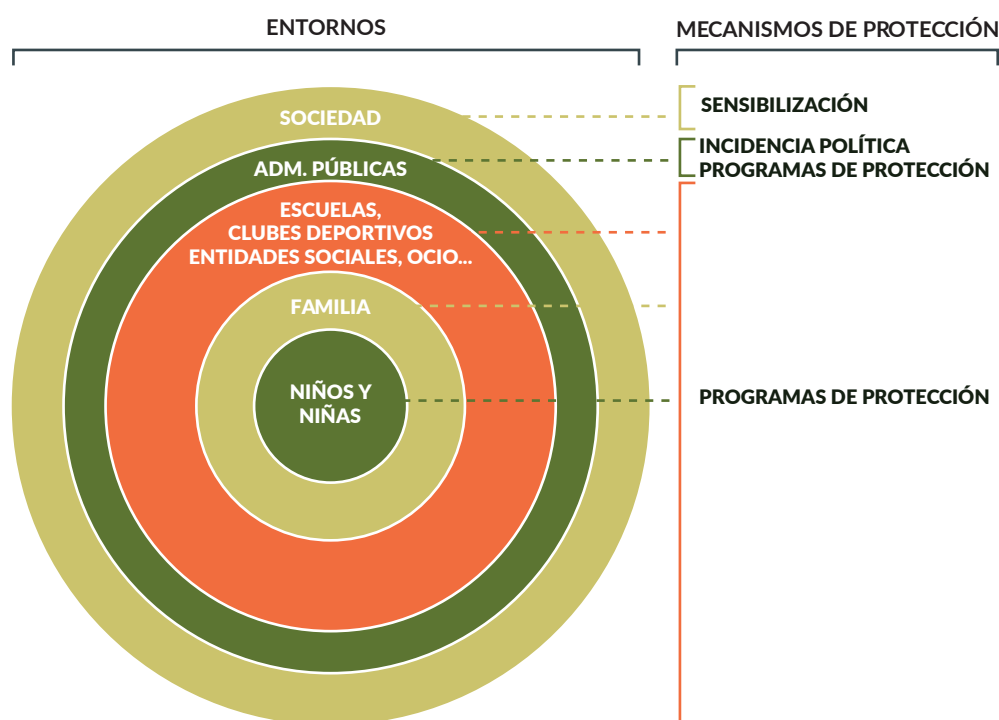 ENTORNOS
MECANISMOS DE PROTECCIÓN
SOCIEDAD
SENSIBILIZACIÓN
ADM. PÚBLICAS
INCIDENCIA POLÍTICA
PROGRAMAS DE PROTECCIÓN
ESCUELAS,
CLUBES DEPORTIVOS
ENTIDADES SOCIALES, OCIO...
FAMILIA
NIÑOS Y
NIÑAS
PROGRAMAS DE PROTECCIÓN